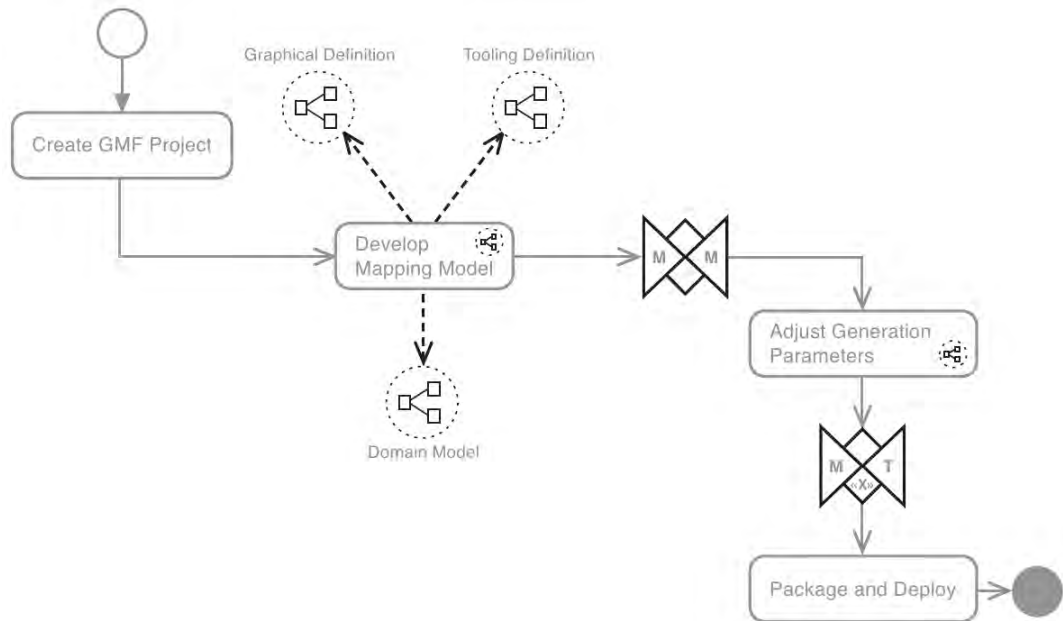 Graphical Definition
Tooling Definition
Create GMF Project
Develop
Mapping Model
M M
Adjust Generation
Parameters
Domain Model
M T
«X»
Package and Deploy